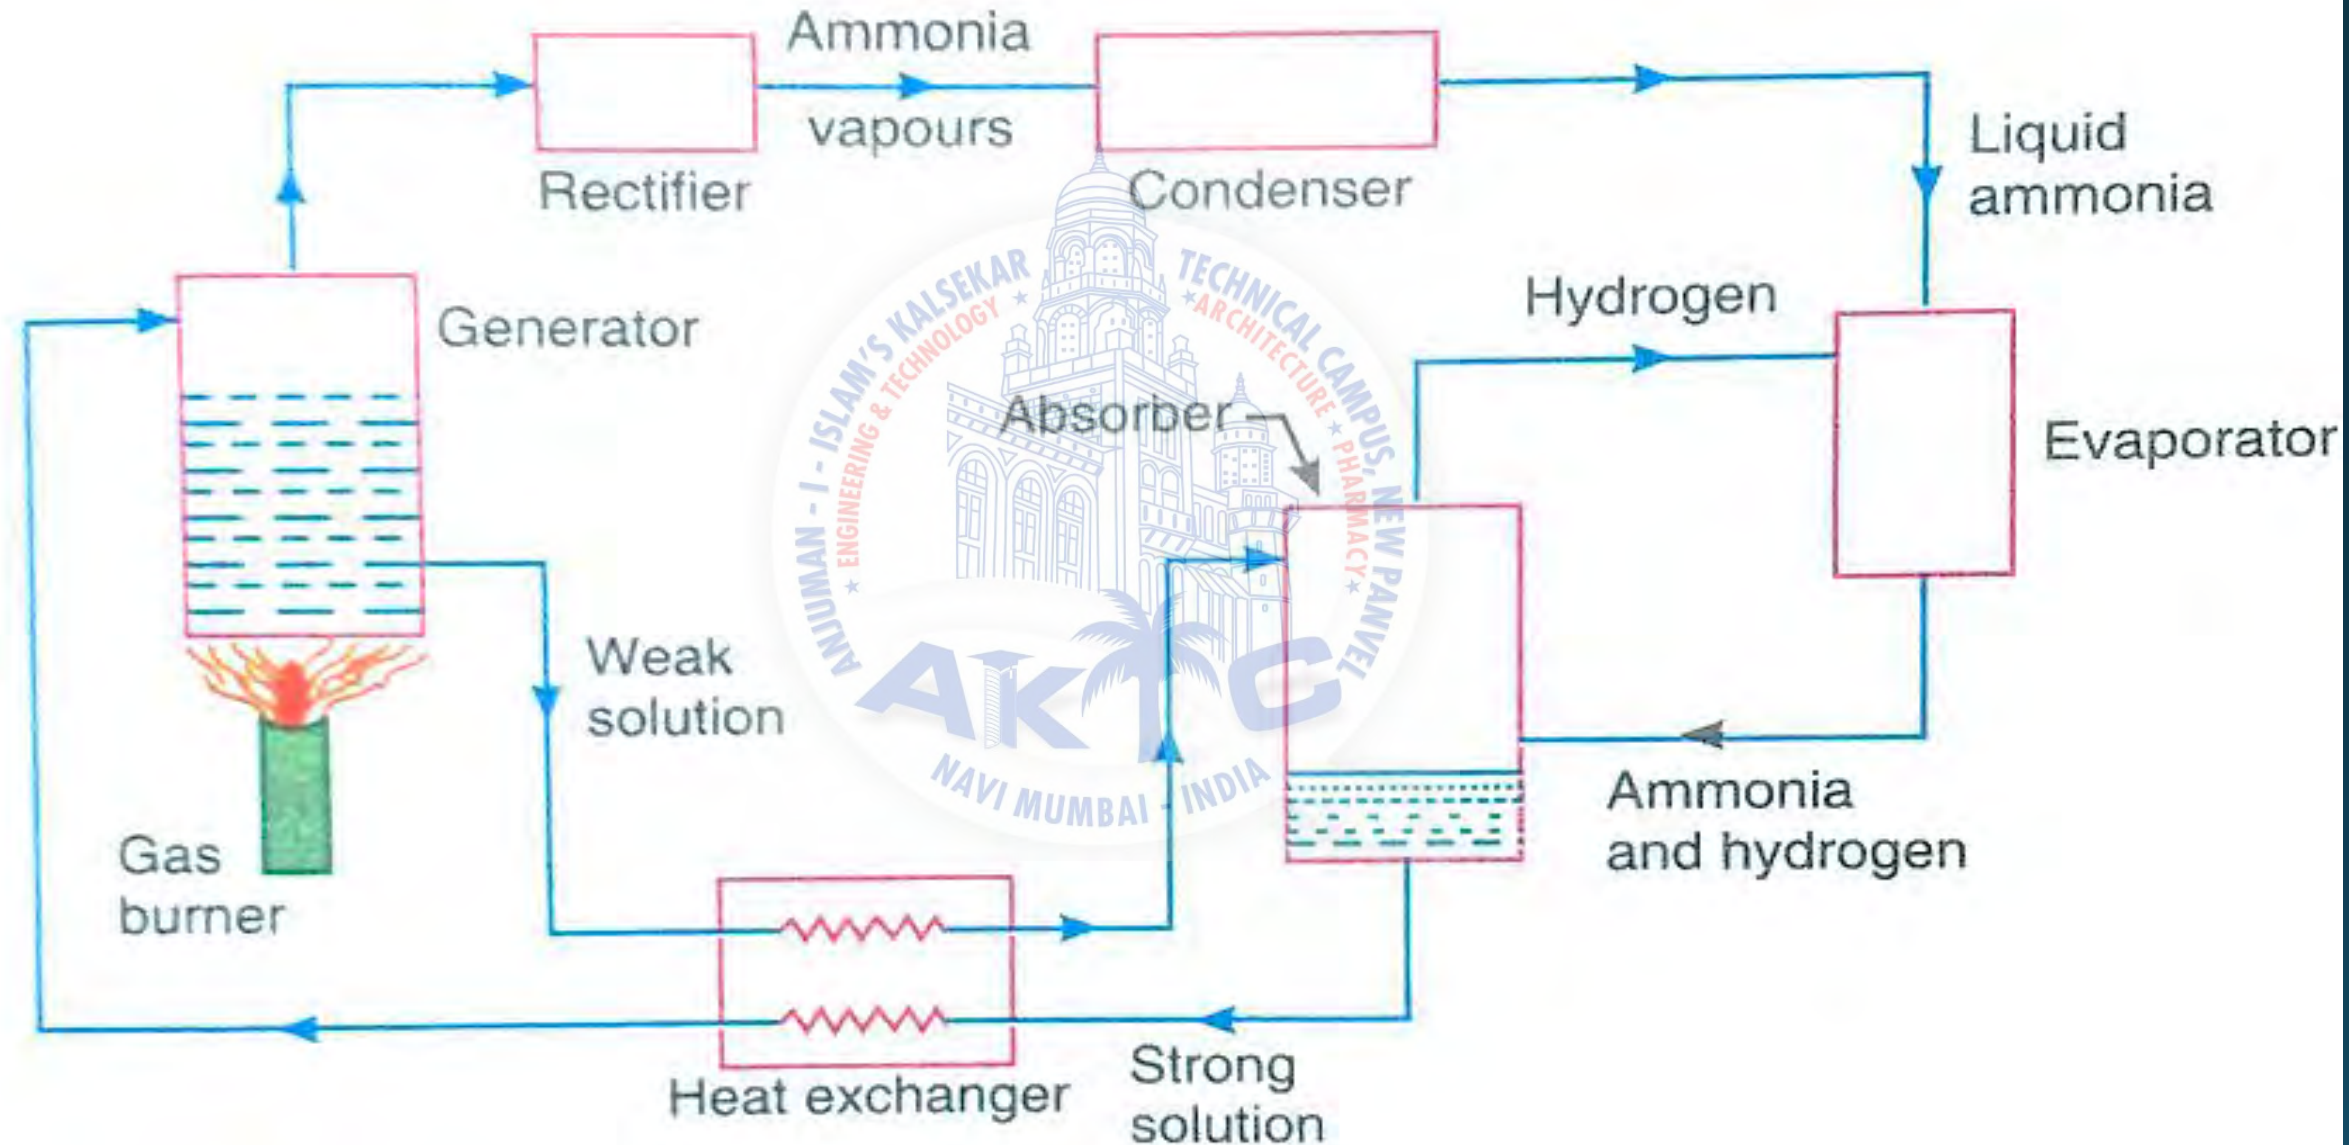 Ammonia
vapours
Rectifier
Condenser
Liquid
ammonia
Generator
Hydrogen
Absorber
Evaporator
Weak
solution
Gas
burner
Ammonia
and hydrogen
Heat exchanger
Strong
solution
ANJUMAN - I - ISLAM'S KALSEKAR TECHNICAL CAMPUS, NEW PANVEL
★ ENGINEERING & TECHNOLOGY ★ ★ ARCHITECTURE ★ PHARMACY ★
AKTC
NAVI MUMBAI - INDIA